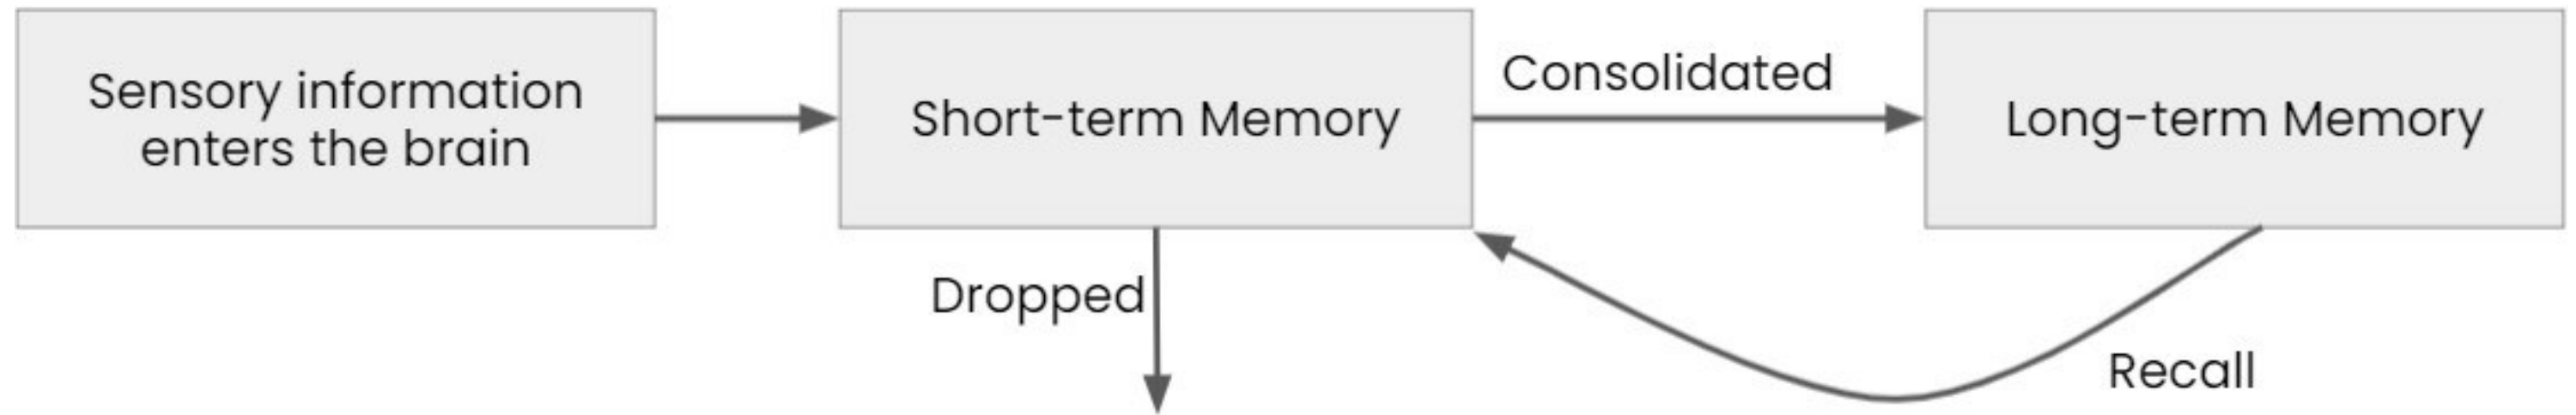 Sensory information
enters the brain
Short-term Memory
Consolidated
Long-term Memory
Dropped
Recall